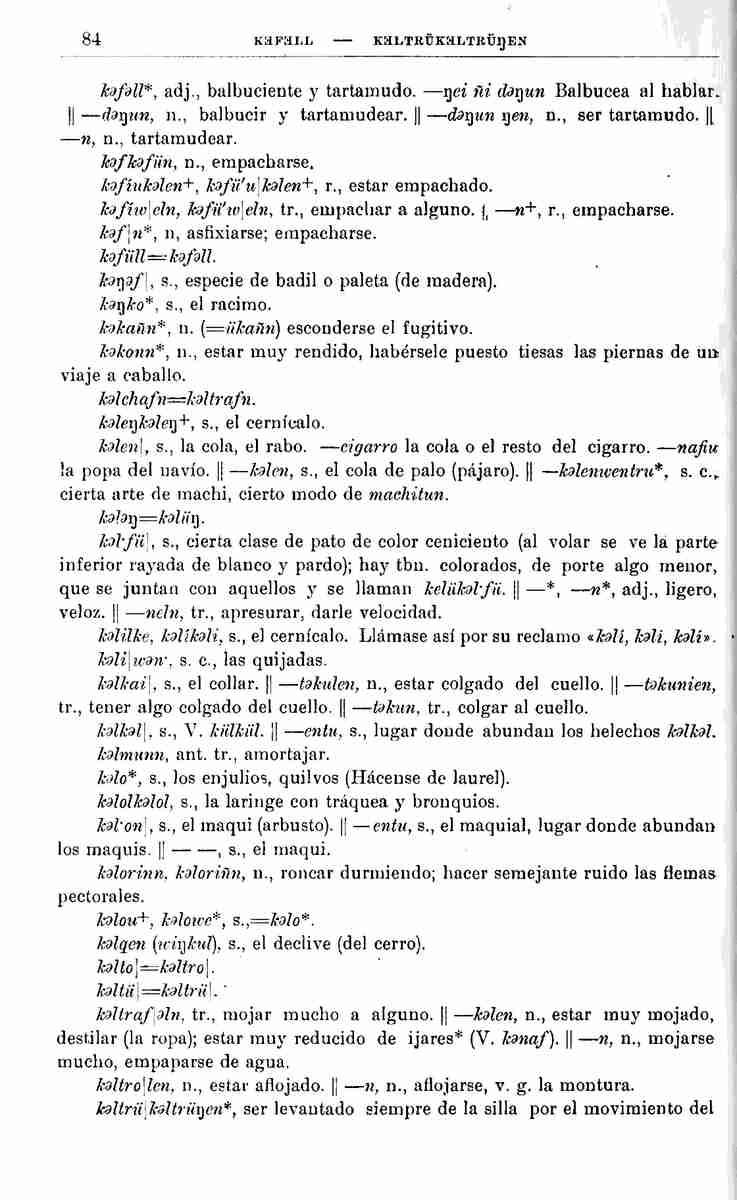 84 KƏFƏLL — KƏLTRÜKƏLTRÜŊEN
kəfəll*, adj., balbuciente y tartamudo. —ŋei ñi dəŋun Balbucea al hablar.
|| —dəŋun, n., balbucir y tartamudear. || —dəŋun ŋen, n., ser tartamudo. ||
—n, n., tartamudear.
kəfkəfün, n., empacharse.
kəfíukəlen+, kəfü'u|kəlen+, r., estar empachado.
kəfíw|eln, kəfü'w|eln, tr., empachar a alguno. || —n+, r., empacharse.
kəf|n*, n, asfixiarse; empacharse.
kəfüll=kəfəll.
kəŋəf|, s., especie de badil o paleta (de madera).
kəŋko*, s., el racimo.
kəkañn*, n. (=ükañn) esconderse el fugitivo.
kəkonn*, n., estar muy rendido, habérsele puesto tiesas las piernas de un
viaje a caballo.
kəlchafn=kəltrafn.
kəleŋkəleŋ+, s., el cernícalo.
kəlen|, s., la cola, el rabo. —cigarro la cola o el resto del cigarro. —nafiu
la popa del navío. || —kəlen, s., el cola de palo (pájaro). || —kəlenwentru*, s. c.,
cierta arte de machi, cierto modo de machitun.
kələŋ=kəlüŋ.
kəl·fü|, s., cierta clase de pato de color ceniciento (al volar se ve la parte
inferior rayada de blanco y pardo); hay tbn. colorados, de porte algo menor,
que se juntan con aquellos y se llaman kelükəl·fü. || —*, —n*, adj., ligero,
veloz. || —neln, tr., apresurar, darle velocidad.
kəlilke, kəlíkəli, s., el cernícalo. Llámase así por su reclamo «kəlí, kəli, kəli».
kəli|wən·, s. c., las quijadas.
kəlkai|, s., el collar. || —təkulen, n., estar colgado del cuello. || —təkunien,
tr., tener algo colgado del cuello. || —təkun, tr., colgar al cuello.
kəlkəl|, s., V. külkül. || —entu, s., lugar donde abundan los helechos kəlkəl.
kəlmunn, ant. tr., amortajar.
kəlo*, s., los enjulios, quilvos (Hácense de laurel).
kəlolkəlol, s., la laringe con tráquea y bronquios.
kəl·on|, s., el maqui (arbusto). || —entu, s., el maquial, lugar donde abundan
los maquis. || — —, s., el maqui.
kəlorinn, kəloriñn, n., roncar durmiendo; hacer semejante ruido las flemas
pectorales.
kəlou+, kəlowe*, s.,=kəlo*.
kəlqen (wiŋkul), s., el declive (del cerro).
kəlto|=kəltro|.
kəltü|=kəltrü|.
kəltraf|əln, tr., mojar mucho a alguno. || —kəlen, n., estar muy mojado,
destilar (la ropa); estar muy reducido de ijares* (V. kənaf). || —n, n., mojarse
mucho, empaparse de agua.
kəltro|len, n., estar aflojado. || —n, n., aflojarse, v. g. la montura.
kəltrü|kəltrüŋen*, ser levantado siempre de la silla por el movimiento del